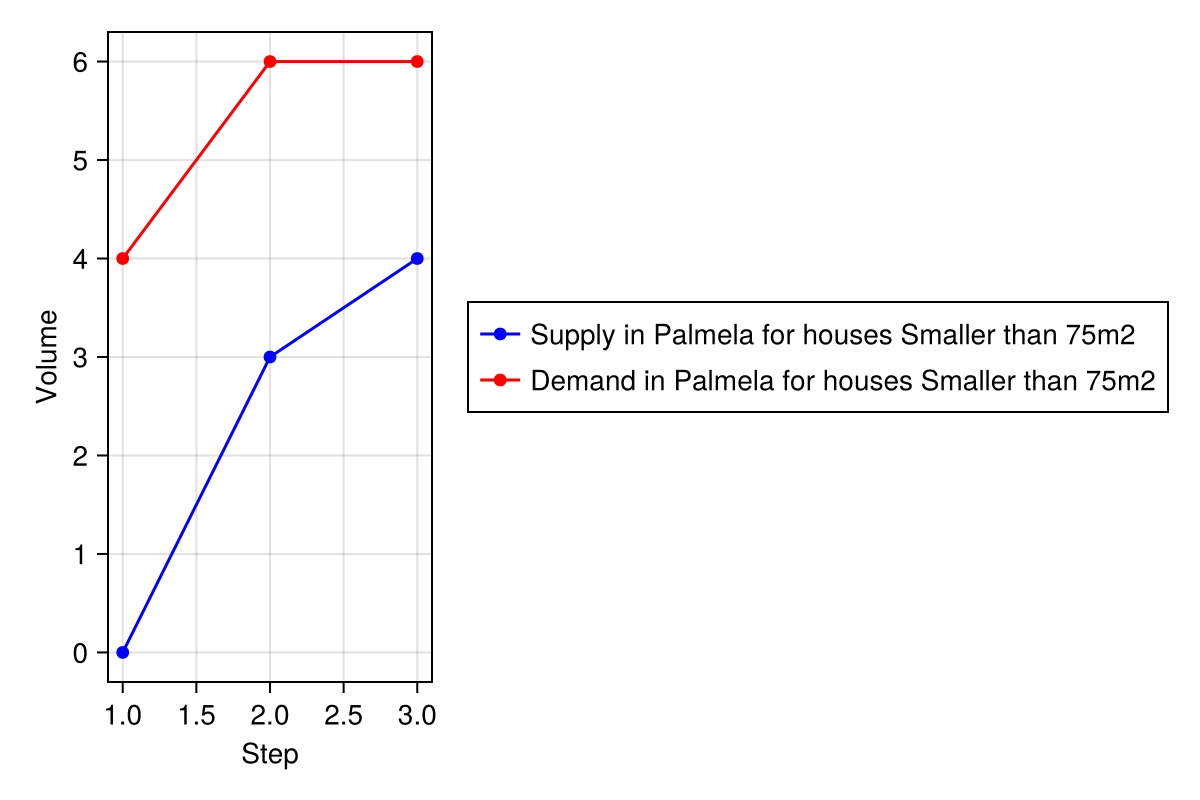 6
5
4
3
2
1
0
Volume
1.0 1.5 2.0 2.5 3.0
Step
Supply in Palmela for houses Smaller than 75m2
Demand in Palmela for houses Smaller than 75m2